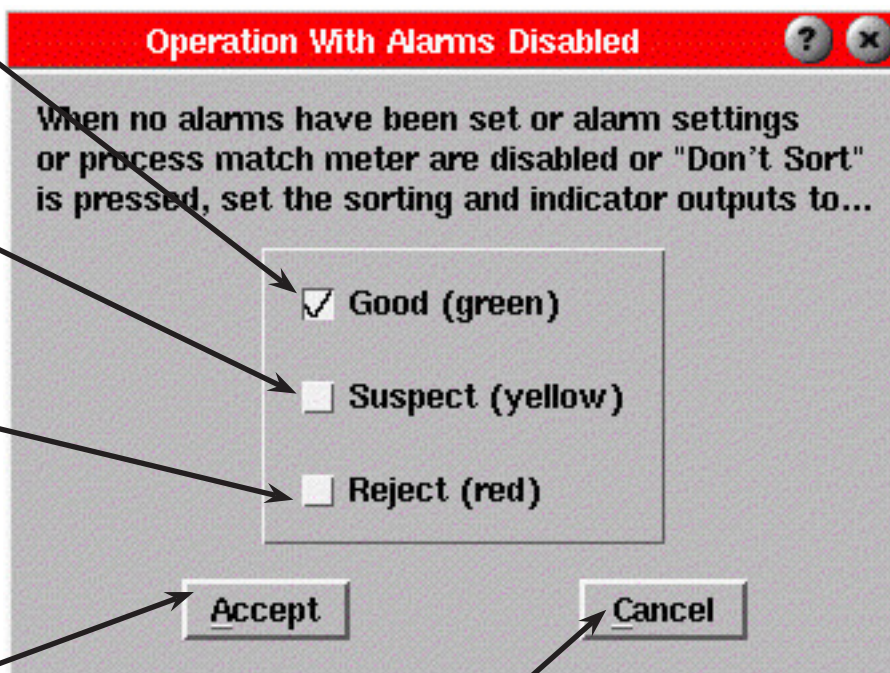 Operation With Alarms Disabled
When no alarms have been set or alarm settings
or process match meter are disabled or "Don't Sort"
is pressed, set the sorting and indicator outputs to...
Good (green)
Suspect (yellow)
Reject (red)
Accept
Cancel